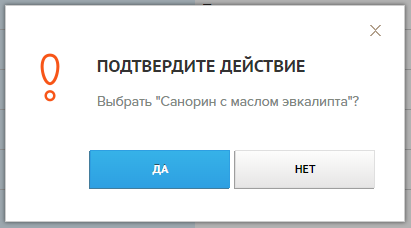 ПОДТВЕРДИТЕ ДЕЙСТВИЕ
Выбрать "Санорин с маслом эвкалипта"?
ДА НЕТ